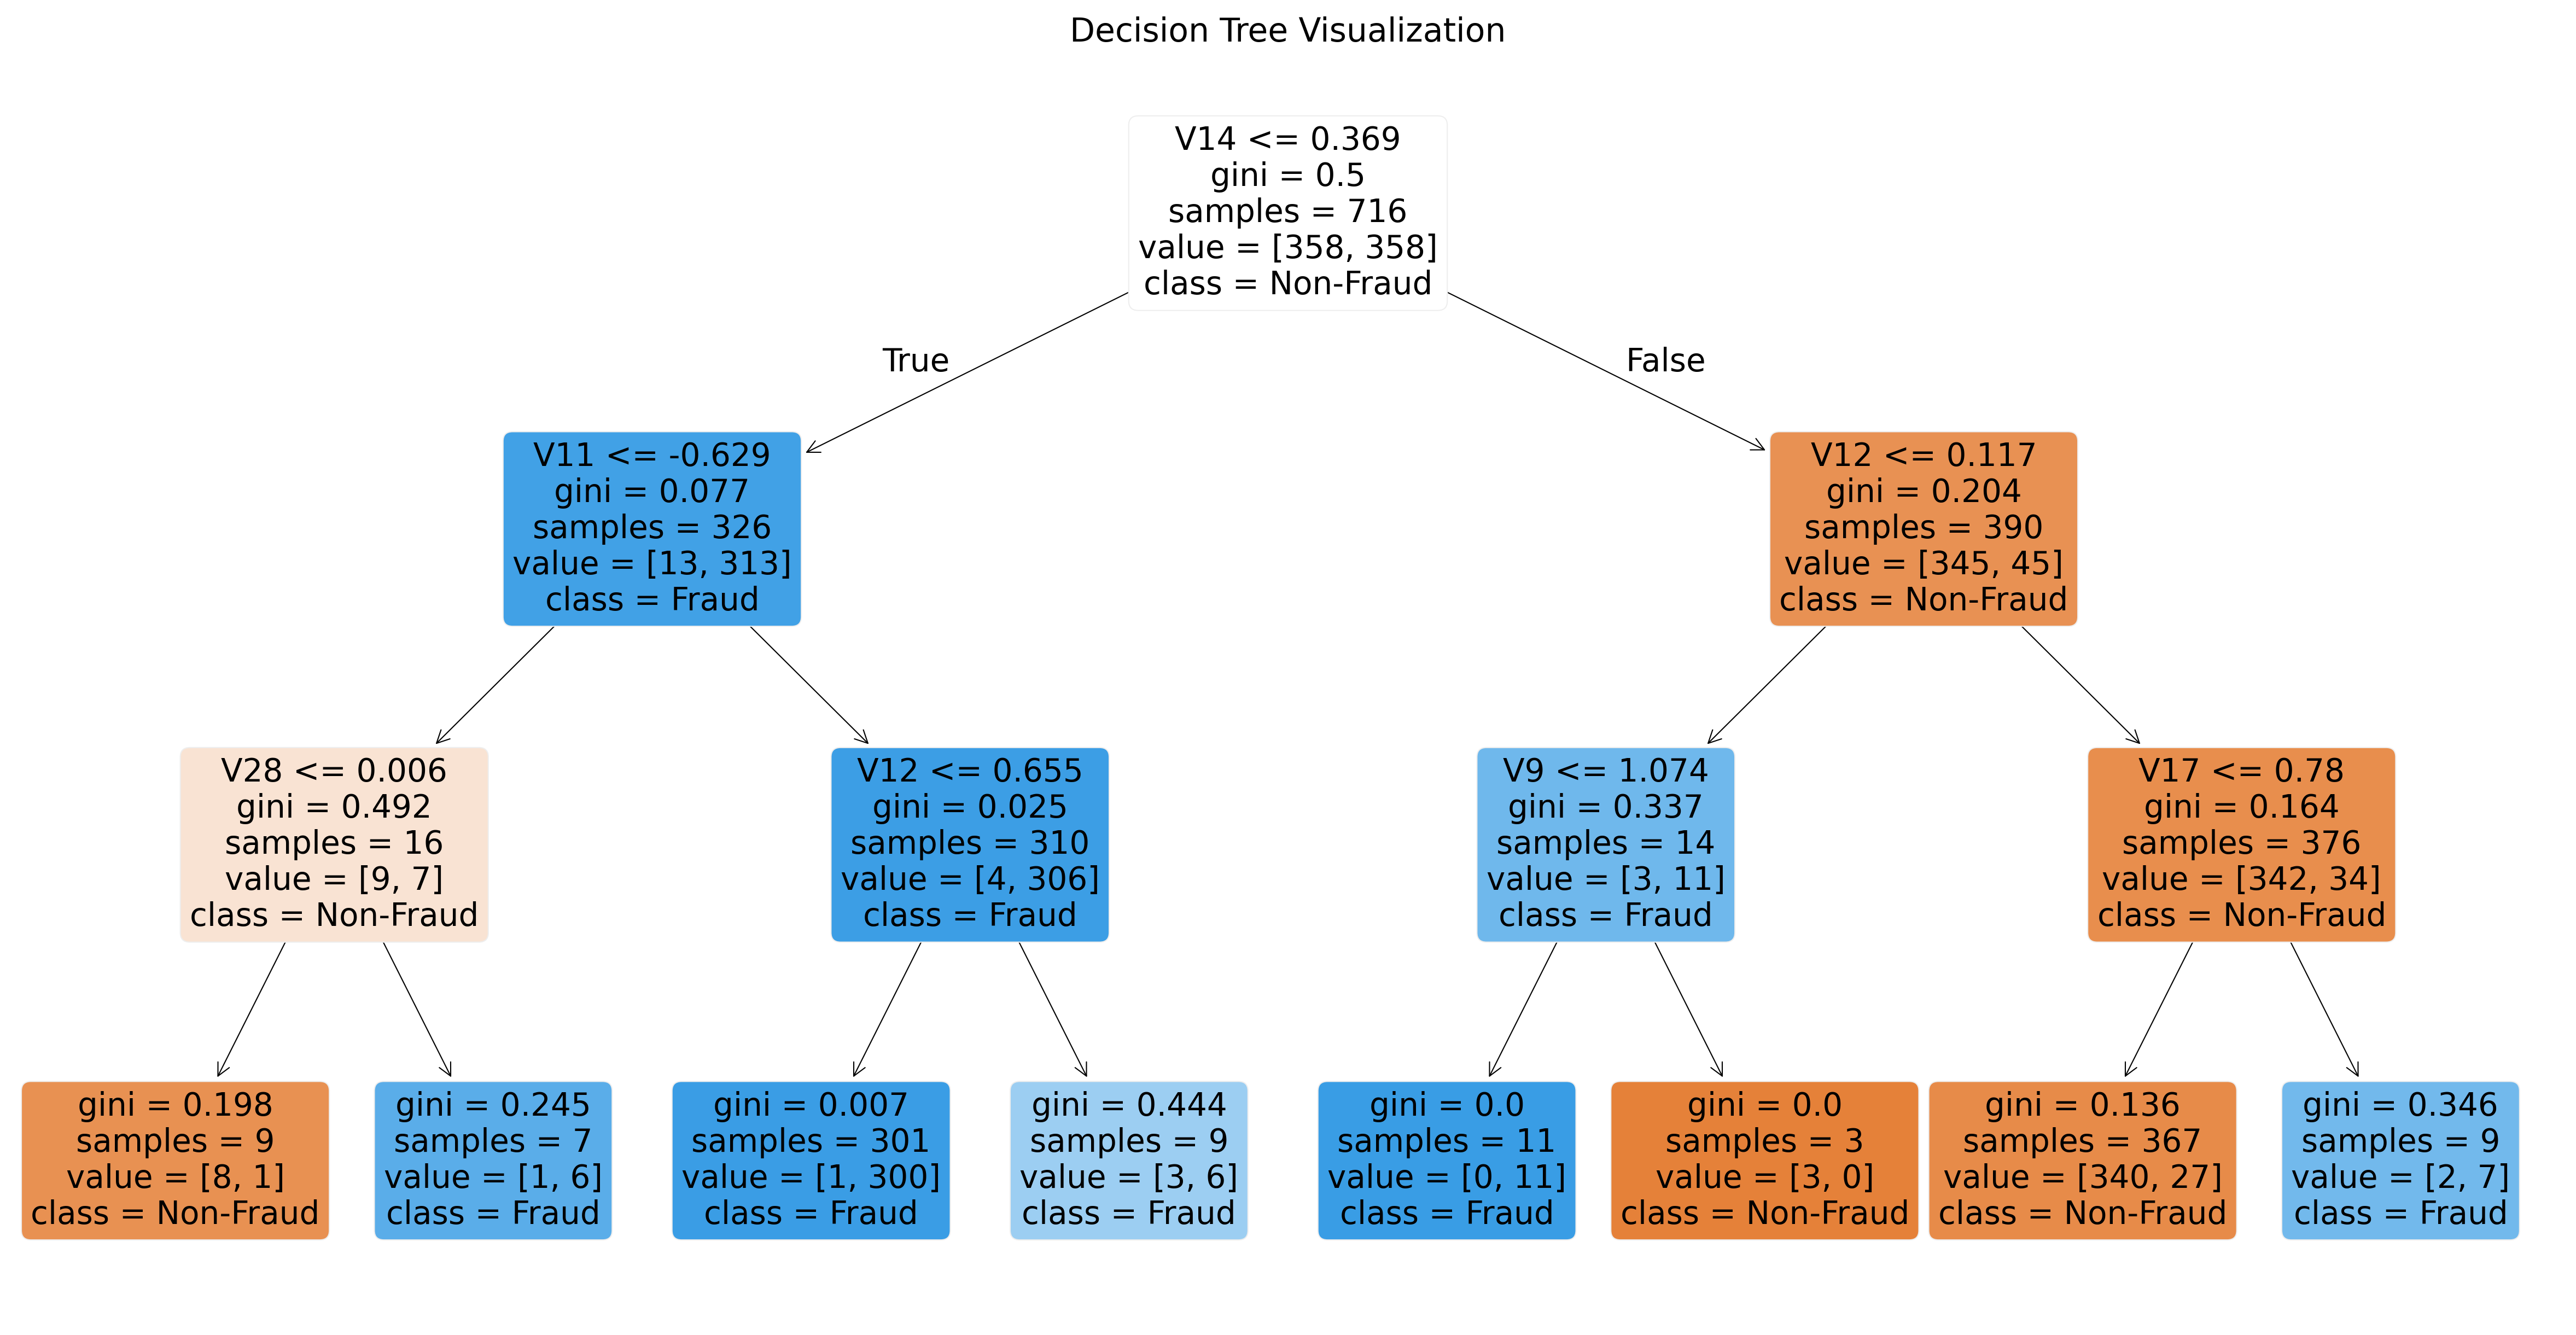 Decision Tree Visualization
V14 <= 0.369
gini = 0.5
samples = 716
value = [358, 358]
class = Non-Fraud
True
False
V11 <= -0.629
gini = 0.077
samples = 326
value = [13, 313]
class = Fraud
V12 <= 0.117
gini = 0.204
samples = 390
value = [345, 45]
class = Non-Fraud
V28 <= 0.006
gini = 0.492
samples = 16
value = [9, 7]
class = Non-Fraud
V12 <= 0.655
gini = 0.025
samples = 310
value = [4, 306]
class = Fraud
V9 <= 1.074
gini = 0.337
samples = 14
value = [3, 11]
class = Fraud
V17 <= 0.78
gini = 0.164
samples = 376
value = [342, 34]
class = Non-Fraud
gini = 0.198
samples = 9
value = [8, 1]
class = Non-Fraud
gini = 0.245
samples = 7
value = [1, 6]
class = Fraud
gini = 0.007
samples = 301
value = [1, 300]
class = Fraud
gini = 0.444
samples = 9
value = [3, 6]
class = Fraud
gini = 0.0
samples = 11
value = [0, 11]
class = Fraud
gini = 0.0
samples = 3
value = [3, 0]
class = Non-Fraud
gini = 0.136
samples = 367
value = [340, 27]
class = Non-Fraud
gini = 0.346
samples = 9
value = [2, 7]
class = Fraud